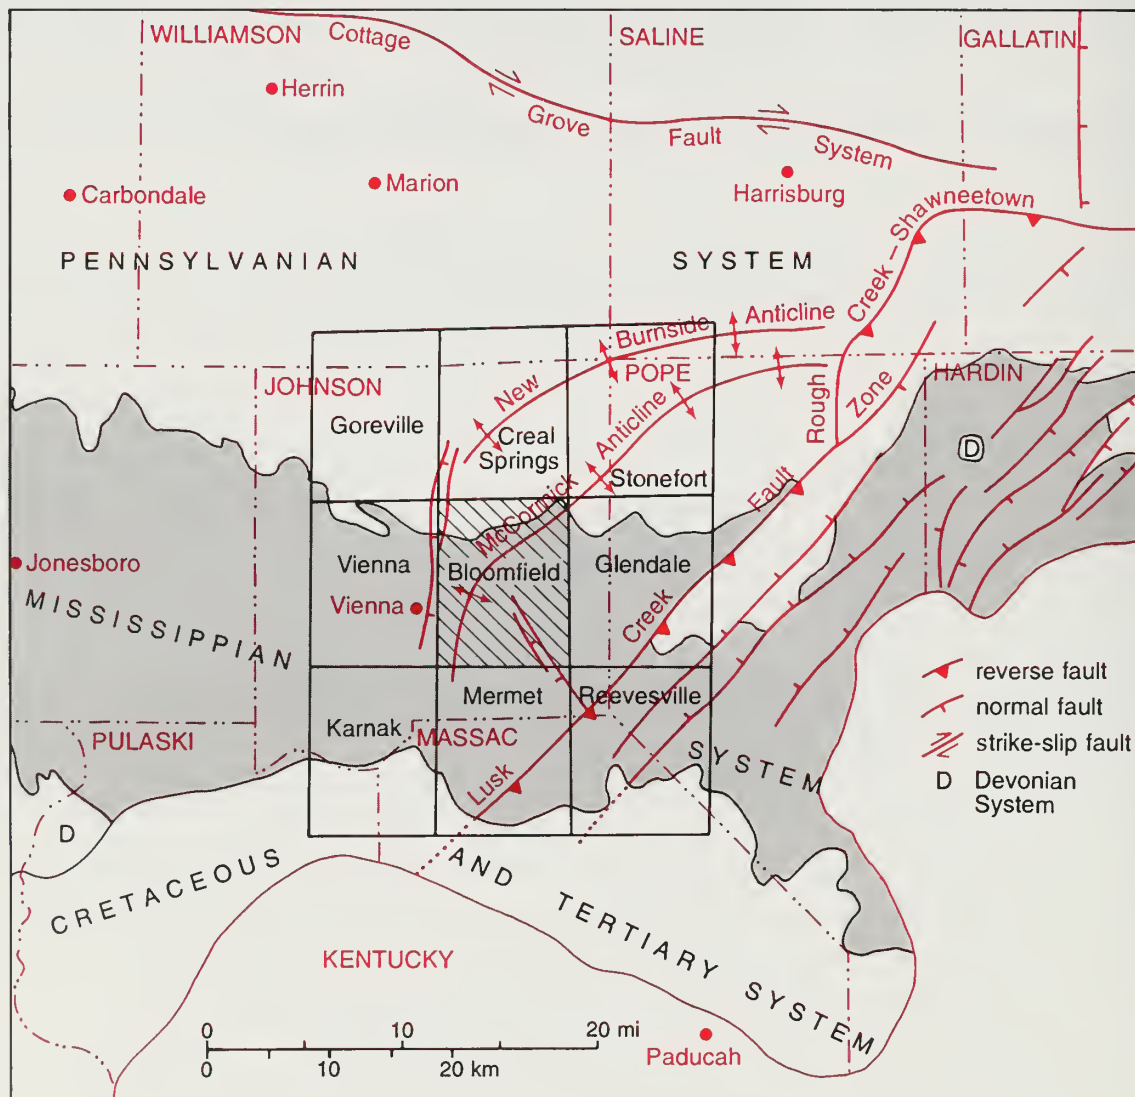 WILLIAMSON
Cottage
SALINE
GALLATIN
Herrin
Grove
Fault
System
Carbondale
Marion
Harrisburg
Creek – Shawneetown
PENNSYLVANIAN SYSTEM
Burnside Anticline
JOHNSON
New
POPE
Rough
Zone
HARDIN
Goreville
Creal
Springs
Anticline
Stonefort
D
McCormick
Fault
Jonesboro
Vienna
Bloomfield
Glendale
Vienna
Creek
MISSISSIPPIAN
reverse fault
Mermet
Reevesville
normal fault
Karnak
MASSAC
PULASKI
strike-slip fault
Lusk
SYSTEM
D Devonian
System
D
CRETACEOUS AND TERTIARY SYSTEM
KENTUCKY
0 10 20 mi
Paducah
0 10 20 km